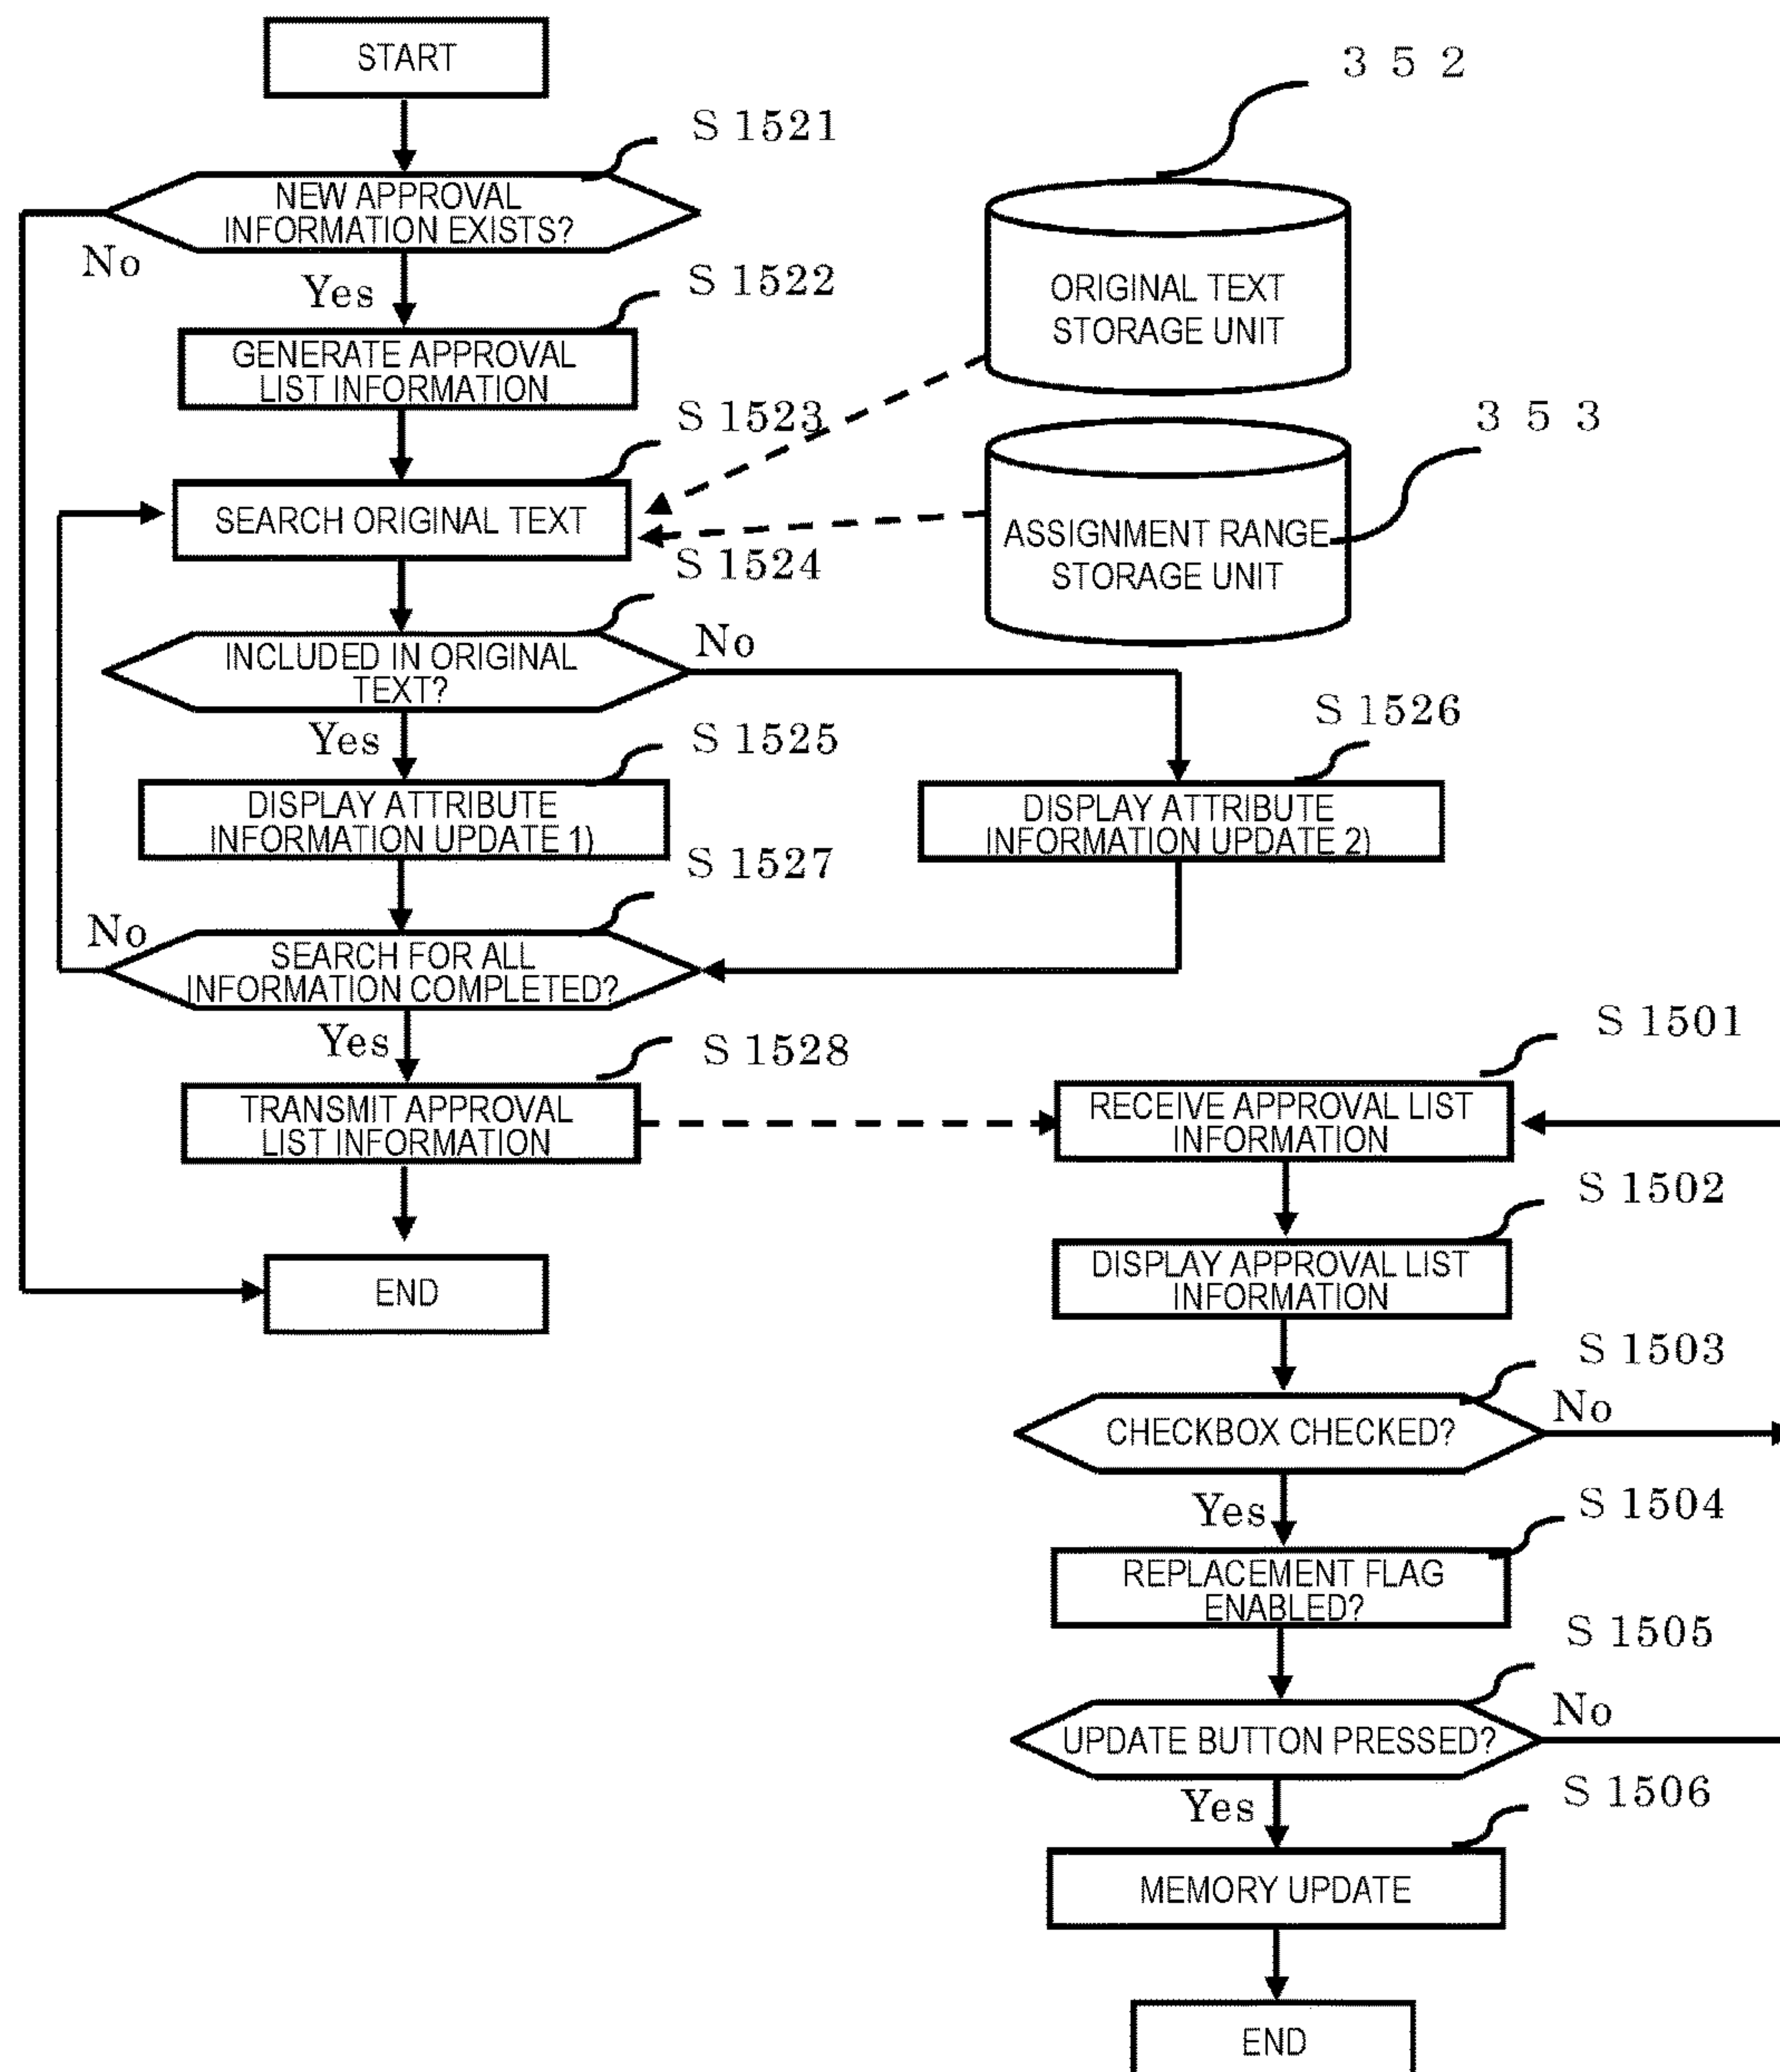 START
S 1521
NEW APPROVAL
INFORMATION EXISTS?
No
Yes
S 1522
GENERATE APPROVAL
LIST INFORMATION
S 1523
SEARCH ORIGINAL TEXT
S 1524
INCLUDED IN ORIGINAL
TEXT?
No
Yes
S 1525
DISPLAY ATTRIBUTE
INFORMATION UPDATE 1)
S 1526
DISPLAY ATTRIBUTE
INFORMATION UPDATE 2)
S 1527
No
SEARCH FOR ALL
INFORMATION COMPLETED?
Yes
S 1528
TRANSMIT APPROVAL
LIST INFORMATION
END
3 5 2
ORIGINAL TEXT
STORAGE UNIT
3 5 3
ASSIGNMENT RANGE
STORAGE UNIT
S 1501
RECEIVE APPROVAL LIST
INFORMATION
S 1502
DISPLAY APPROVAL LIST
INFORMATION
S 1503
CHECKBOX CHECKED?
No
Yes
S 1504
REPLACEMENT FLAG
ENABLED?
S 1505
UPDATE BUTTON PRESSED?
No
Yes
S 1506
MEMORY UPDATE
END